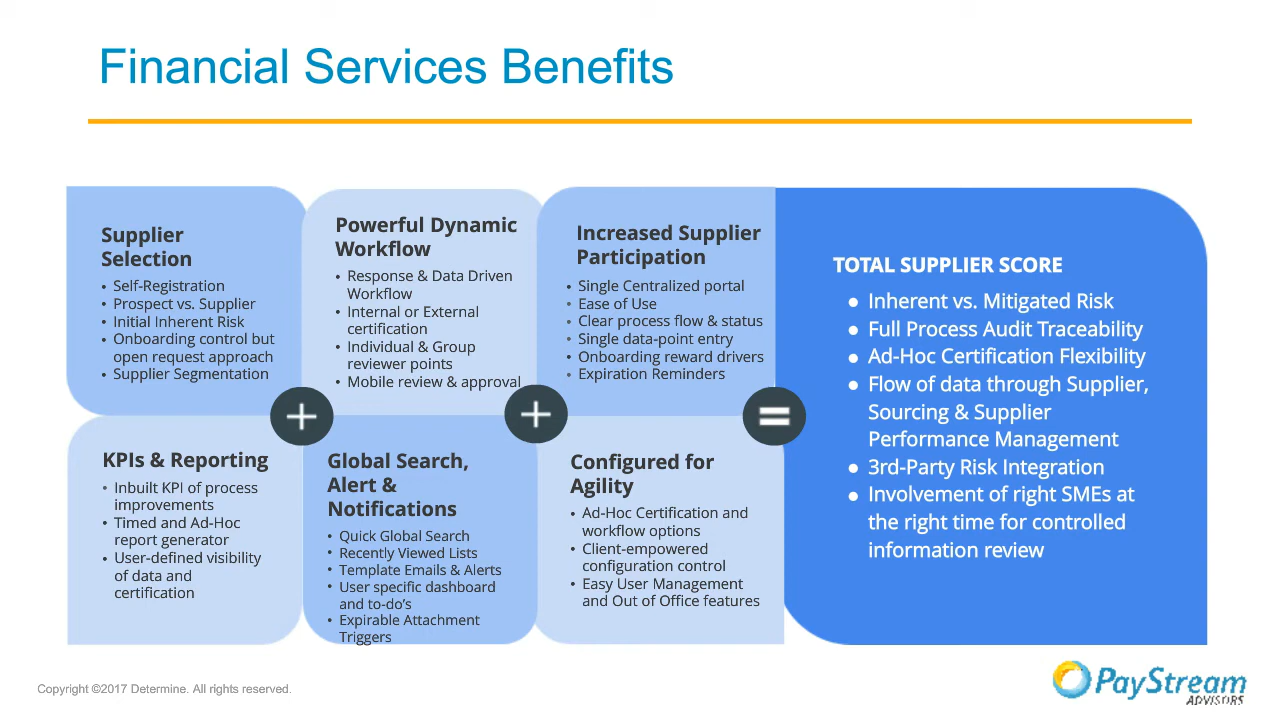 Financial Services Benefits
Supplier
Selection
• Self-Registration
• Prospect vs. Supplier
• Initial Inherent Risk
• Onboarding control but
open request approach
• Supplier Segmentation
Powerful Dynamic
Workflow
• Response & Data Driven
Workflow
• Internal or External
certification
• Individual & Group
reviewer points
• Mobile review & approval
Increased Supplier
Participation
• Single Centralized portal
• Ease of Use
• Clear process flow & status
• Single data-point entry
• Onboarding reward drivers
• Expiration Reminders
+
+
=
KPIs & Reporting
• Inbuilt KPI of process
improvements
• Timed and Ad-Hoc
report generator
• User-defined visibility
of data and
certification
Global Search,
Alert &
Notifications
• Quick Global Search
• Recently Viewed Lists
• Template Emails & Alerts
• User specific dashboard
and to-do's
• Expirable Attachment
Triggers
Configured for
Agility
• Ad-Hoc Certification and
workflow options
• Client-empowered
configuration control
• Easy User Management
and Out of Office features
TOTAL SUPPLIER SCORE
● Inherent vs. Mitigated Risk
● Full Process Audit Traceability
● Ad-Hoc Certification Flexibility
● Flow of data through Supplier,
Sourcing & Supplier
Performance Management
● 3rd-Party Risk Integration
● Involvement of right SMEs at
the right time for controlled
information review
Copyright ©2017 Determine. All rights reserved.
PayStream
ADVISORS